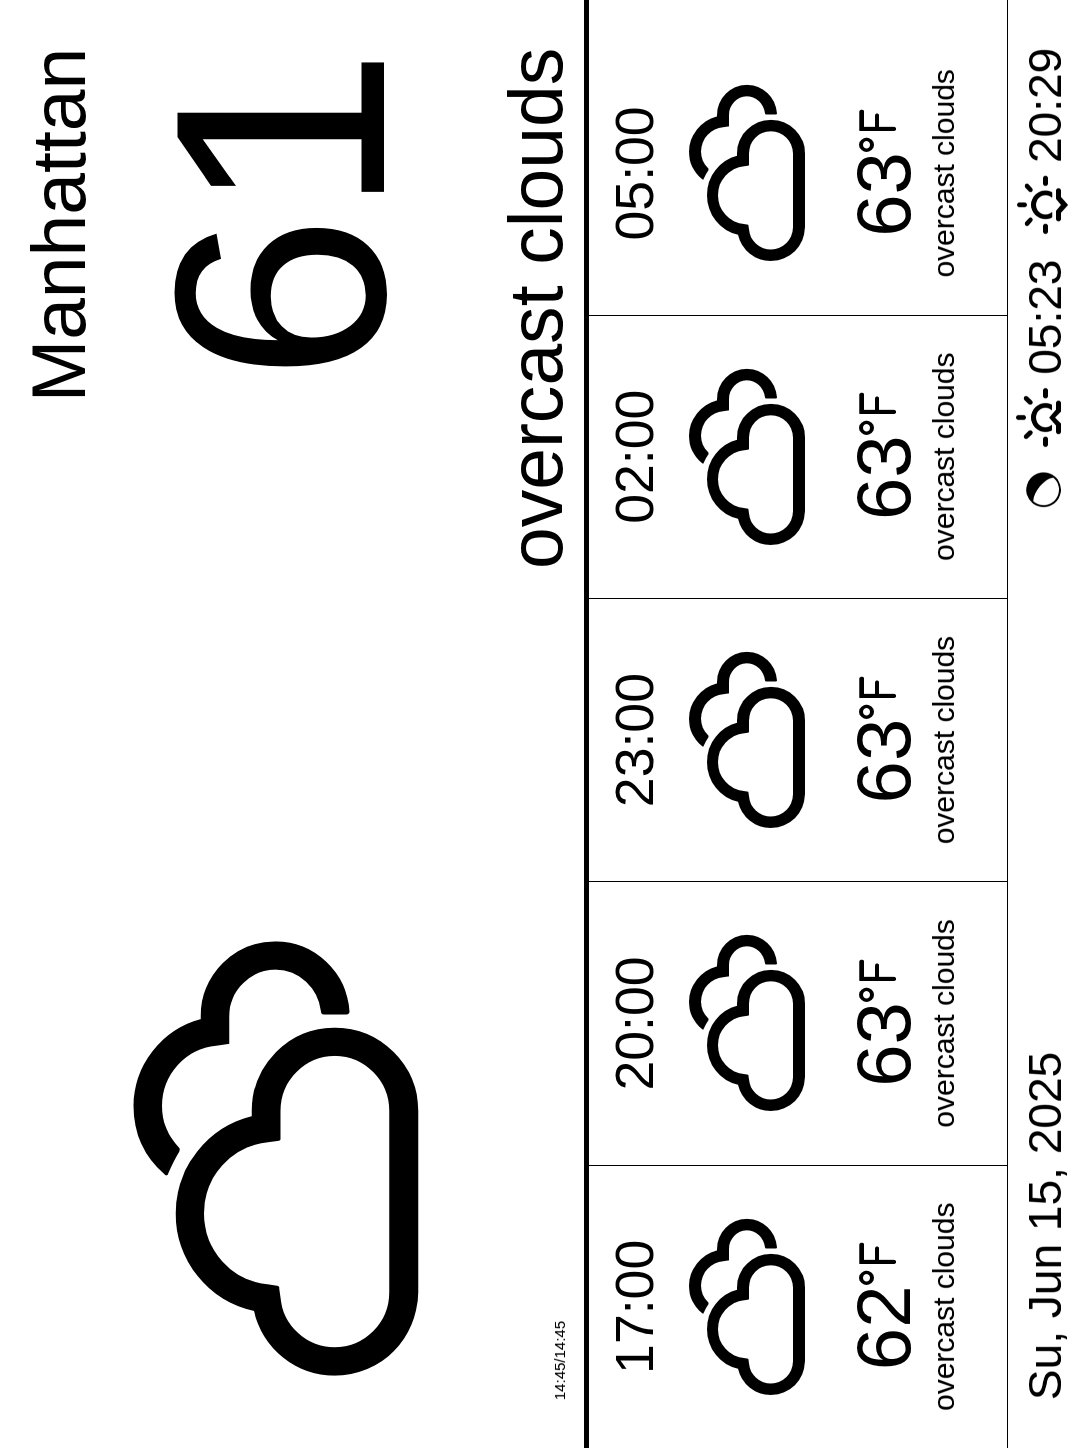 Manhattan
61
overcast clouds
14:45/14:45
17:00
62°F
overcast clouds
20:00
63°F
overcast clouds
23:00
63°F
overcast clouds
02:00
63°F
overcast clouds
05:00
63°F
overcast clouds
Su, Jun 15, 2025
05:23
20:29